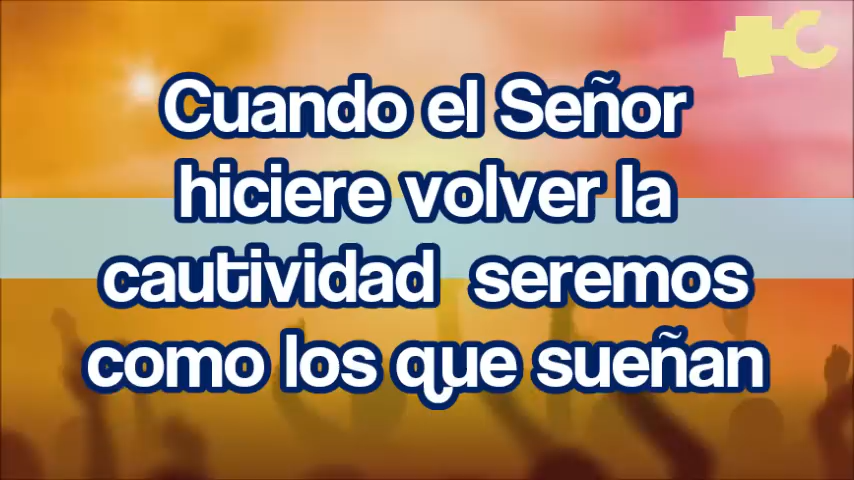 Cuando el Señor
hiciere volver la
cautividad seremos
como los que sueñan